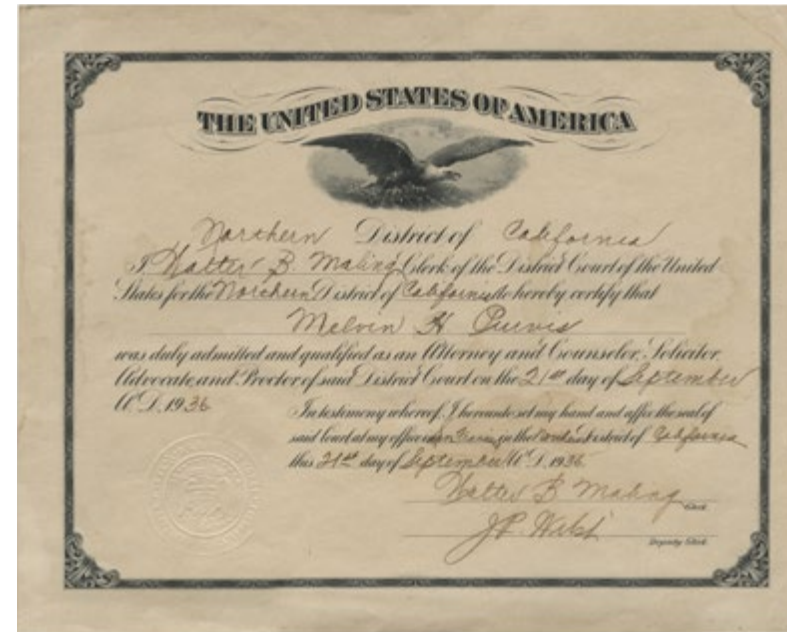 THE UNITED STATES OF AMERICA
Northern District of California
I Walter B. Maling Clerk of the District Court of the United
States for the Northern District of California do hereby certify that
Melvin H. Purvis
was duly admitted and qualified as an Attorney and Counselor, Solicitor,
Advocate, and Proctor of said District Court on the 21st day of September
A.D. 1936
In testimony whereof, I hereunto set my hand and affix the seal of
said Court at my office in the District of California
this 21st day of September A.D. 1936.
Walter B Maling
Clerk.
Deputy Clerk.